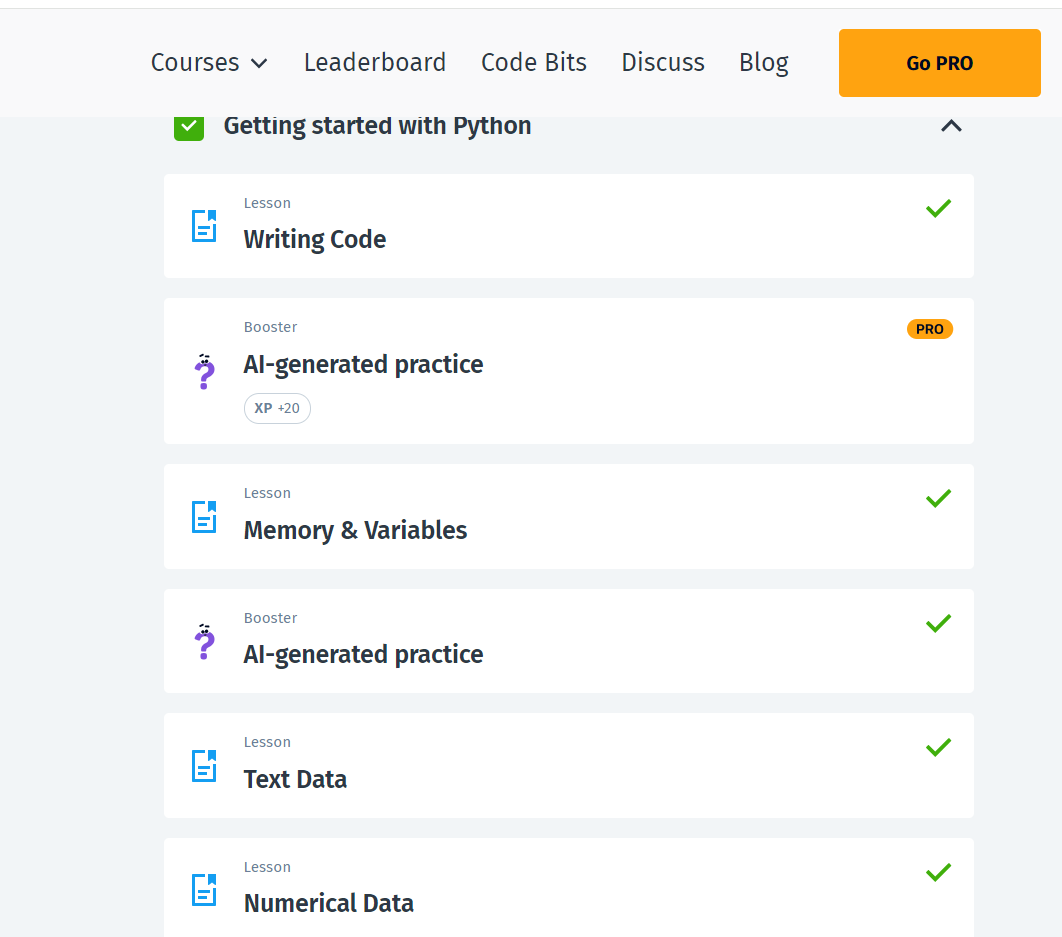 Courses Leaderboard Code Bits Discuss Blog Go PRO
Getting started with Python
Lesson
Writing Code
Booster
PRO
AI-generated practice
XP +20
Lesson
Memory & Variables
Booster
AI-generated practice
Lesson
Text Data
Lesson
Numerical Data